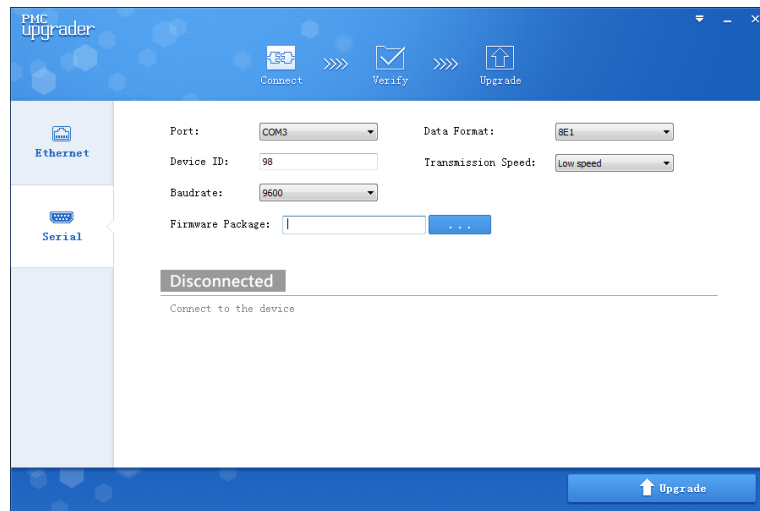 PMC
upgrader
Connect »»
Verify »»
Upgrade
Ethernet
Serial
Port: COM3 Data Format: 8E1
Device ID: 98 Transmission Speed: Low speed
Baudrate: 9600
Firmware Package: ...
Disconnected
Connect to the device
Upgrade